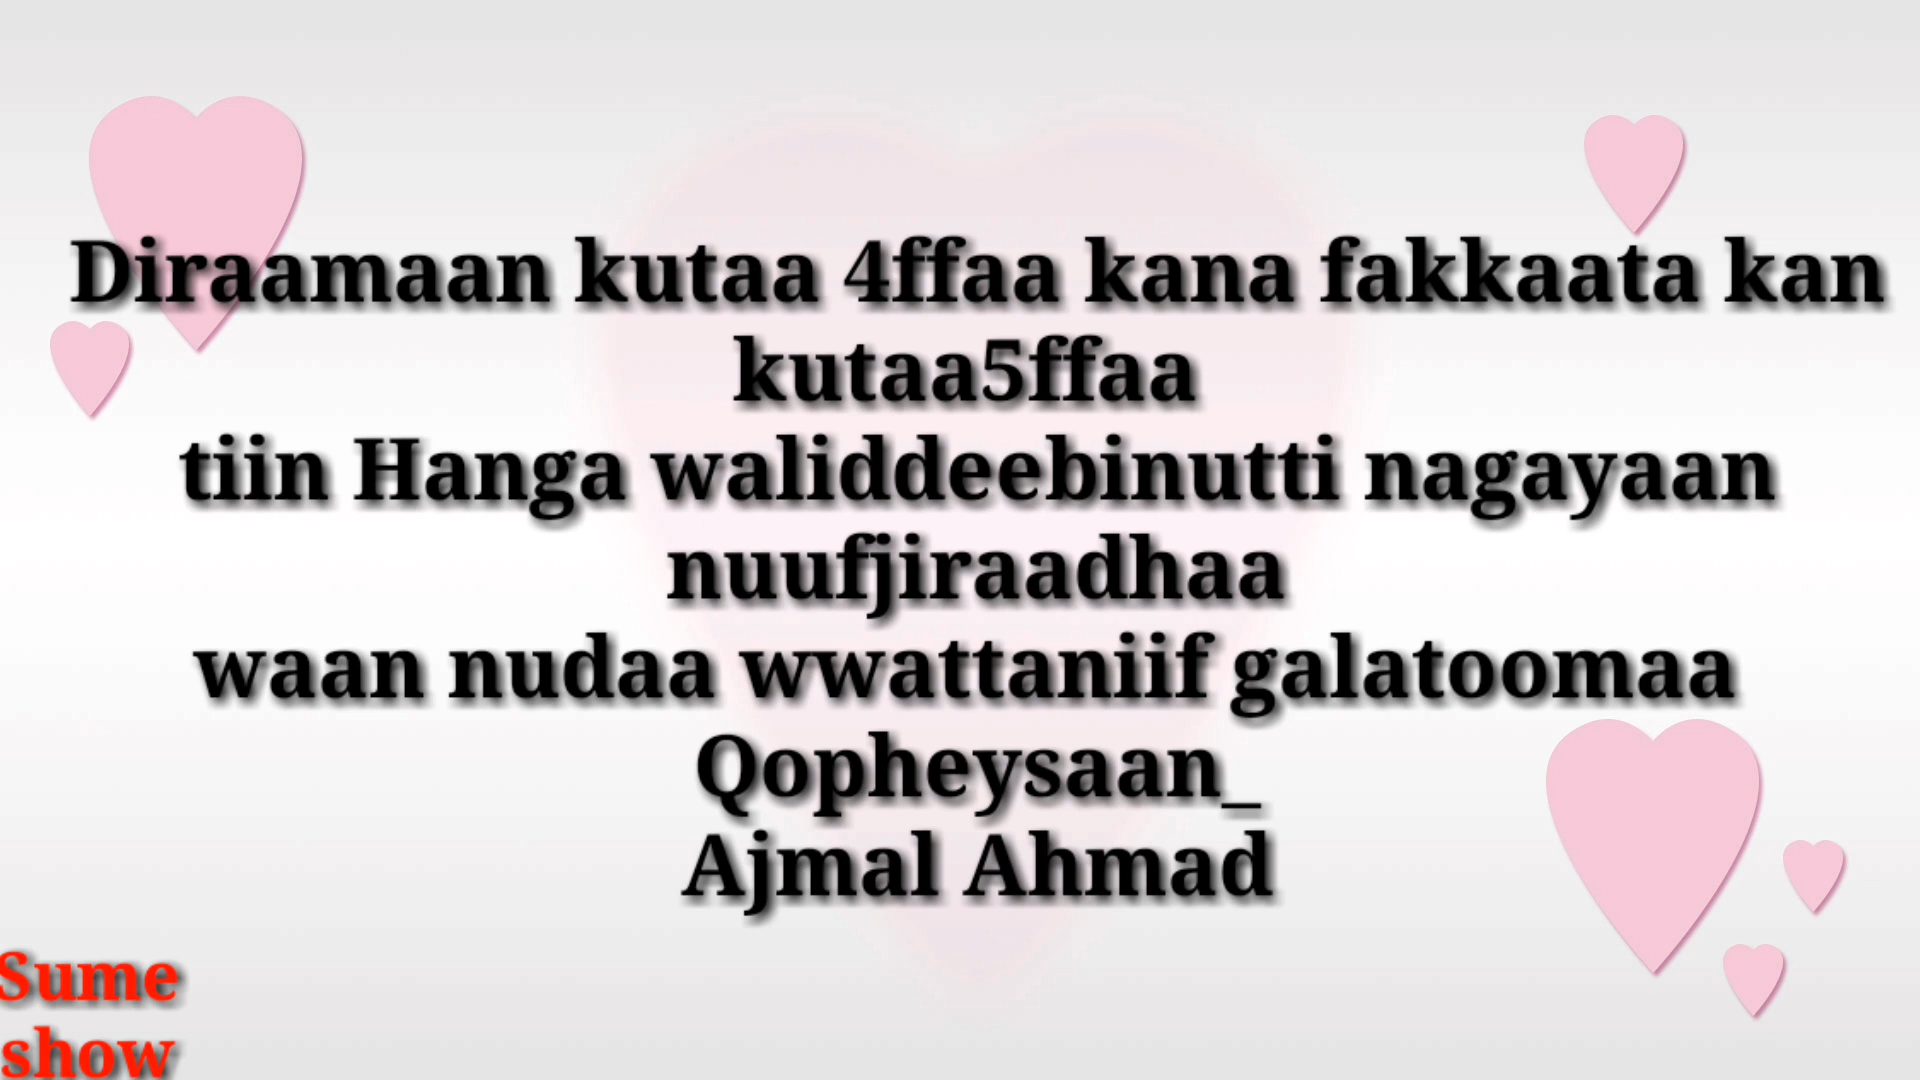 Diraamaan kutaa 4ffaa kana fakkaata kan
kutaa5ffaa
tiin Hanga waliddeebinutti nagayaan
nuufjiraadhaa
waan nudaa wwattaniif galatoomaa
Qopheysaan_
Ajmal Ahmad
Sume
show